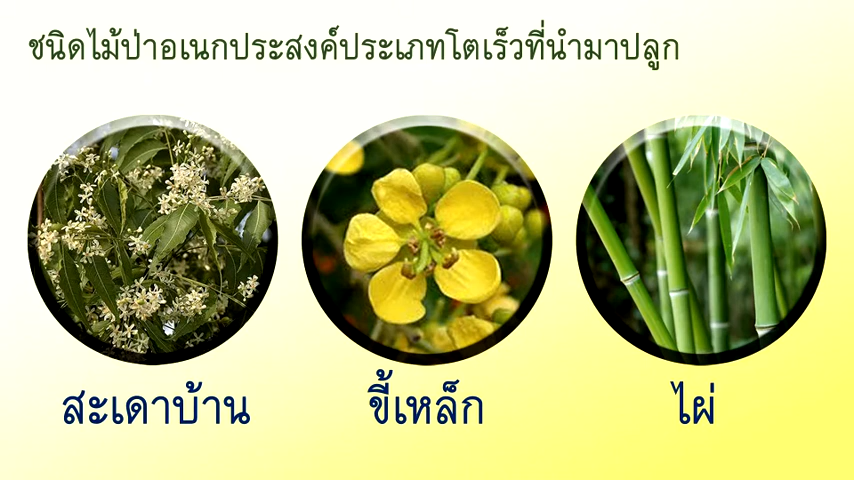 ชนิดไม้ป่าอเนกประสงค์ประเภทโตเร็วที่นำมาปลูก
สะเดาบ้าน
ขี้เหล็ก
ไผ่